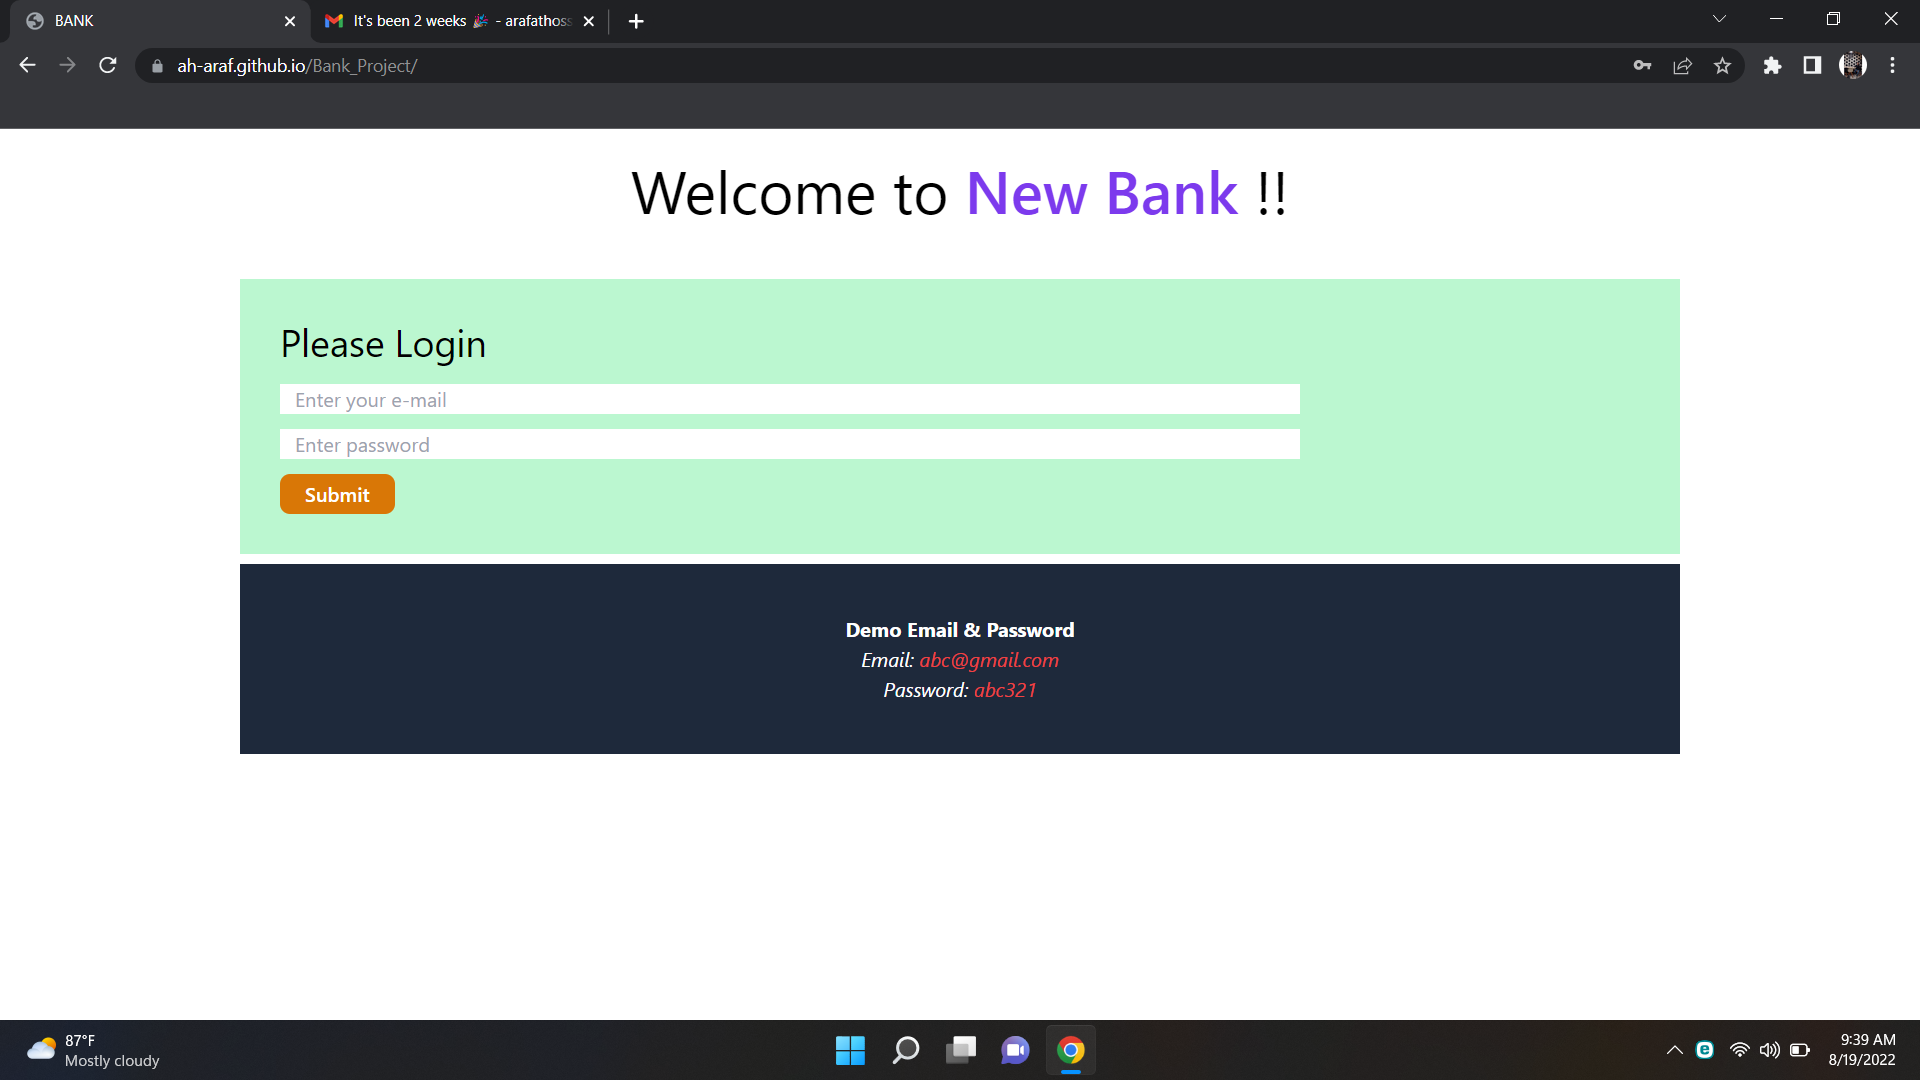 BANK
It's been 2 weeks 🎉 - arafathoss
ah-araf.github.io/Bank_Project/
Welcome to New Bank !!
Please Login
Enter your e-mail
Enter password
Submit
Demo Email & Password
Email: abc@gmail.com
Password: abc321
87°F
Mostly cloudy
9:39 AM
8/19/2022